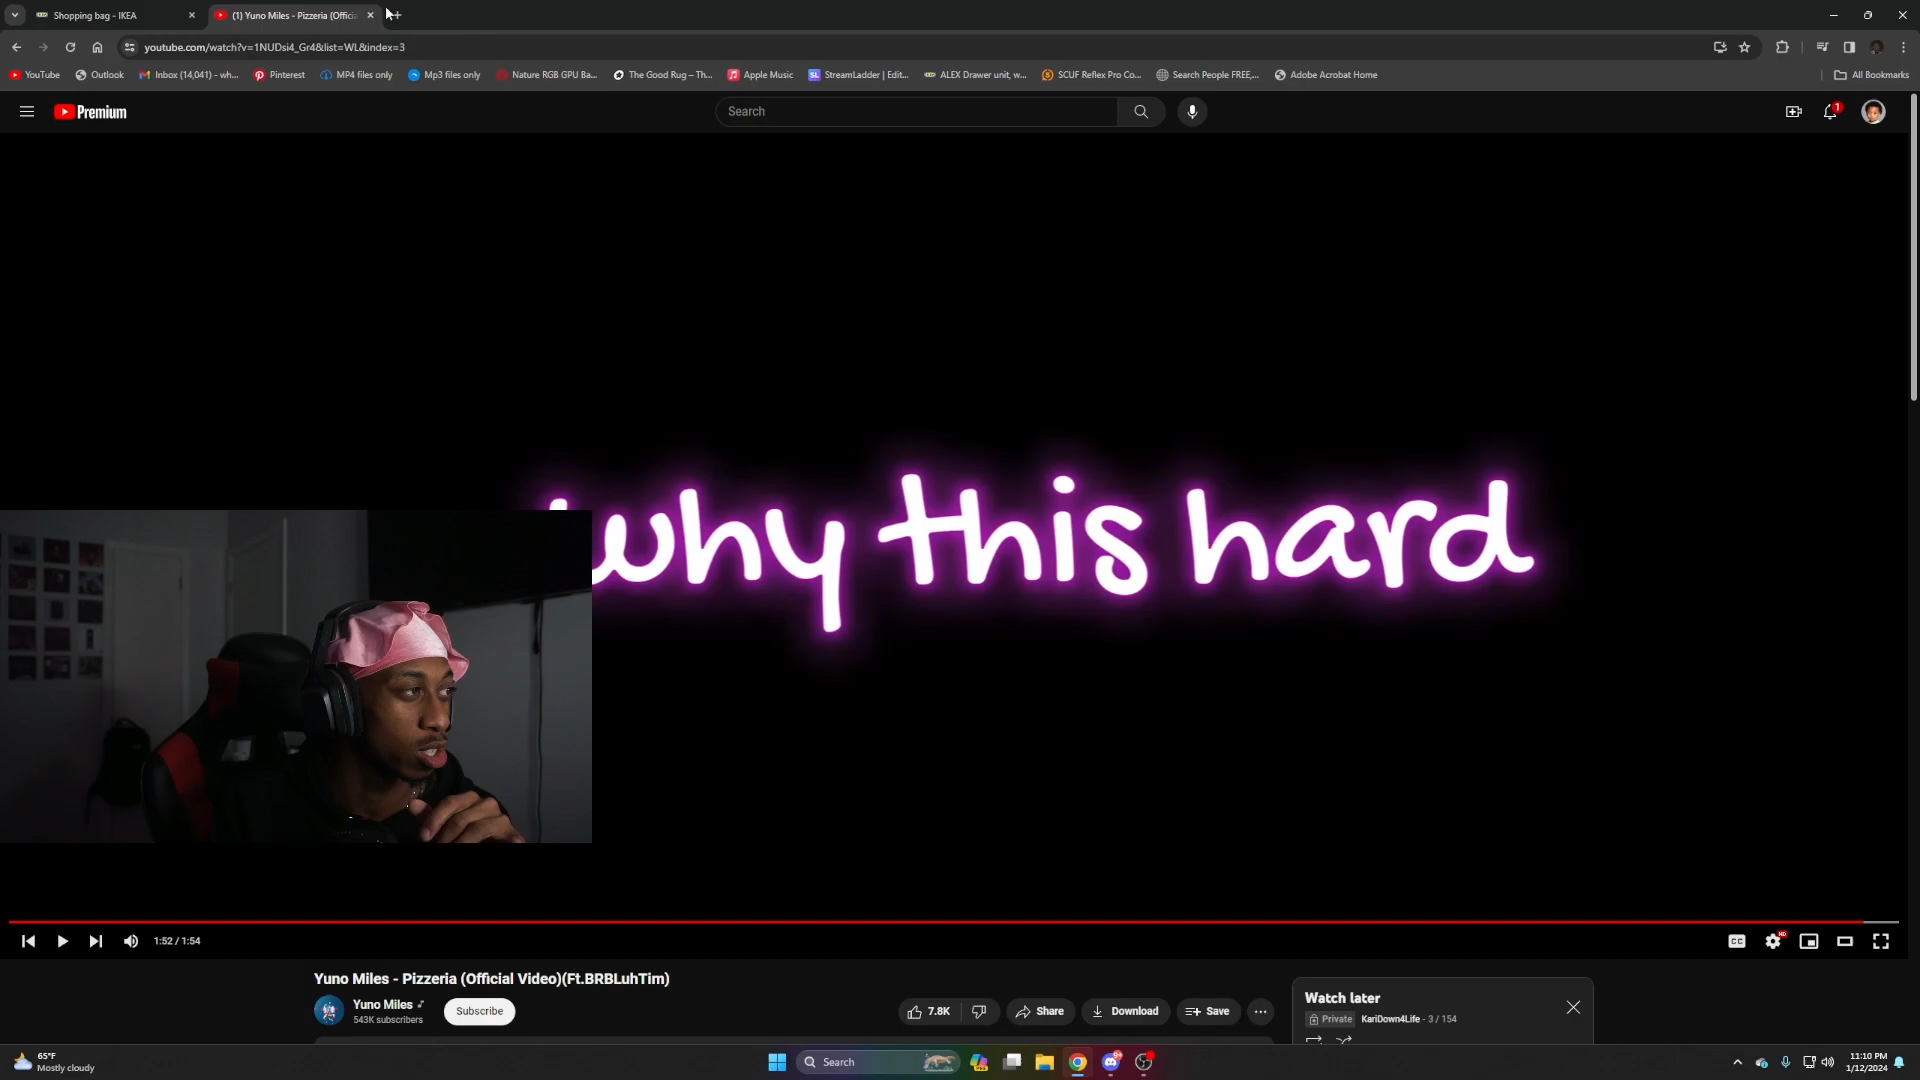 Shopping bag - IKEA
(1) Yuno Miles - Pizzeria (Officia
youtube.com/watch?v=1NUDsi4_Gr4&list=WL&index=3
YouTube
Outlook
Inbox (14,041) - wh...
Pinterest
MP4 files only
Mp3 files only
Nature RGB GPU Ba...
The Good Rug – Th...
Apple Music
SL
StreamLadder | Edit...
ALEX Drawer unit, w...
SCUF Reflex Pro Co...
Search People FREE,...
Adobe Acrobat Home
All Bookmarks
Premium
Search
1
why this hard
1:52 / 1:54
CC
HD
Yuno Miles - Pizzeria (Official Video)(Ft.BRBLuhTim)
Yuno Miles
543K subscribers
Subscribe
7.8K
Share
Download
Save
Watch later
Private
KariDown4Life - 3 / 154
65°F
Mostly cloudy
Search
11:10 PM
1/12/2024